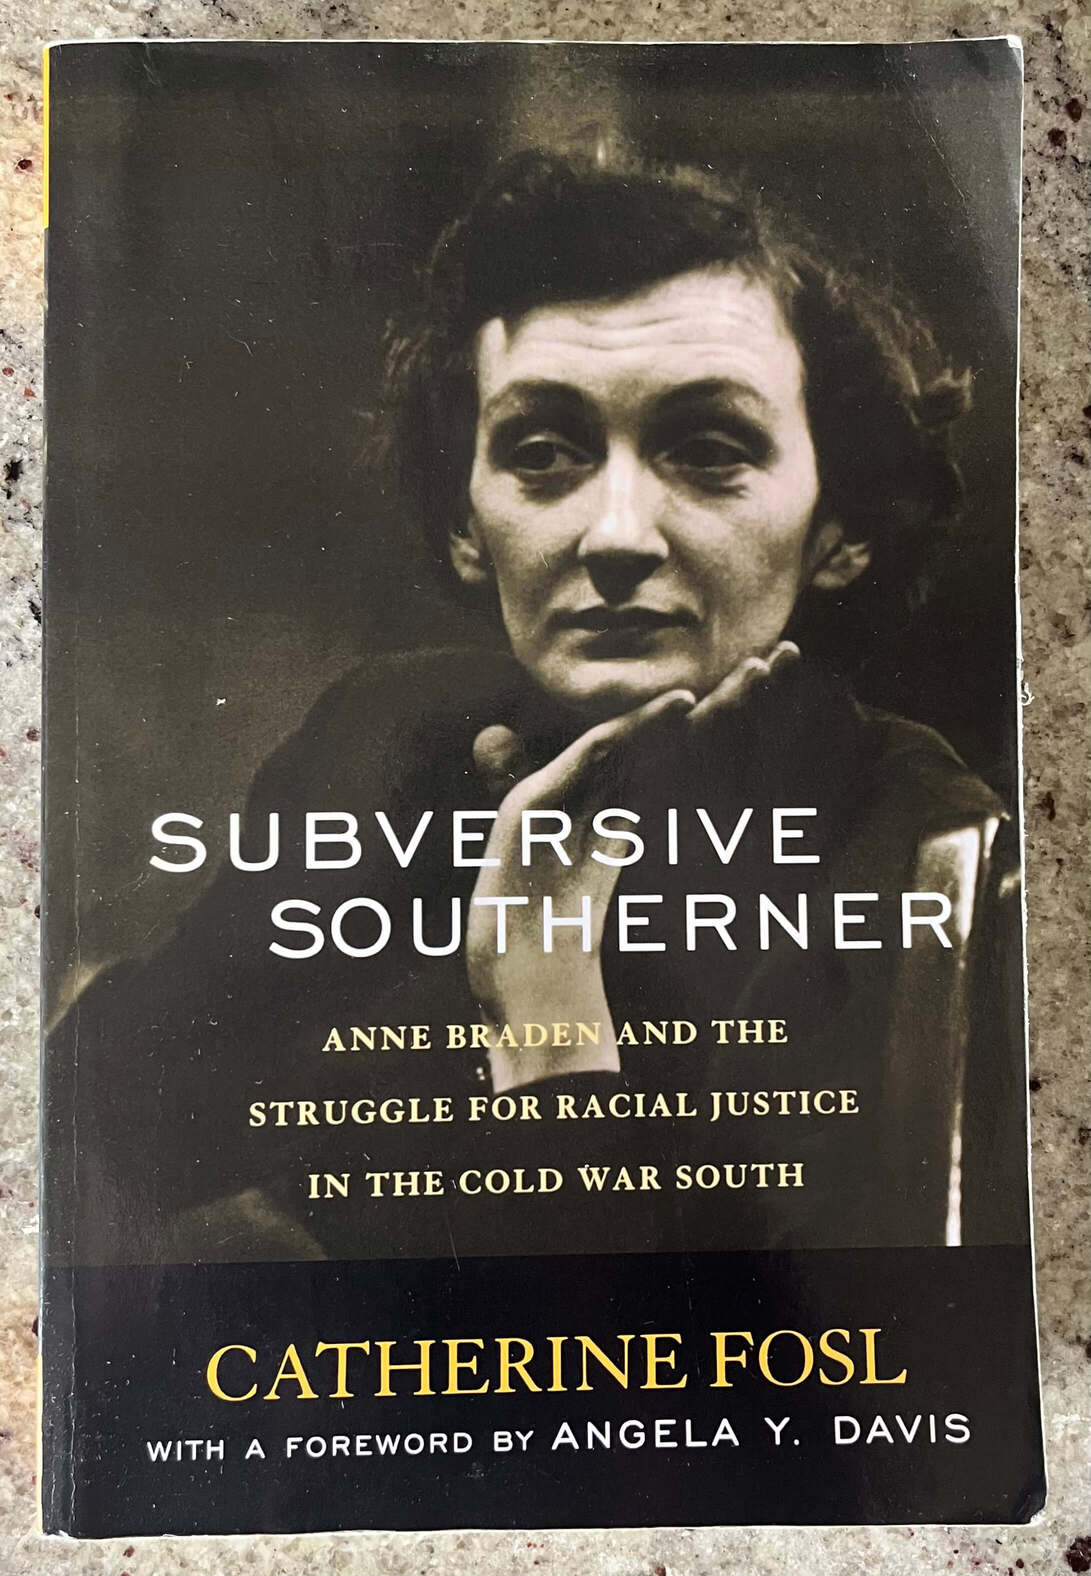 SUBVERSIVE
SOUTHERNER
ANNE BRADEN AND THE
STRUGGLE FOR RACIAL JUSTICE
IN THE COLD WAR SOUTH
CATHERINE FOSL
WITH A FOREWORD BY ANGELA Y. DAVIS